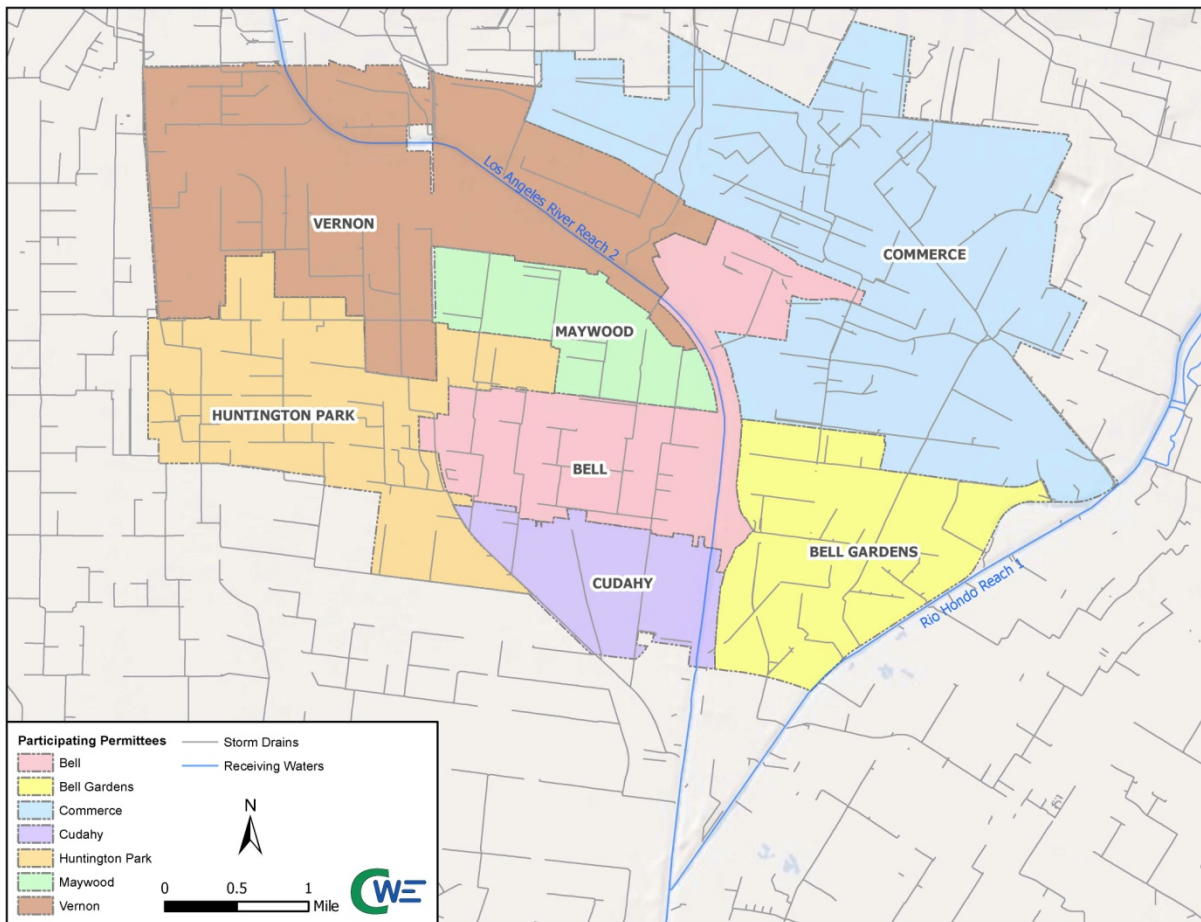 Los Angeles River Reach 2
VERNON
COMMERCE
MAYWOOD
HUNTINGTON PARK
BELL
BELL GARDENS
CUDAHY
Rio Hondo Reach 1
Participating Permittees
Bell
Bell Gardens
Commerce
Cudahy
Huntington Park
Maywood
Vernon
Storm Drains
Receiving Waters
N
0 0.5 1
Mile
CWE